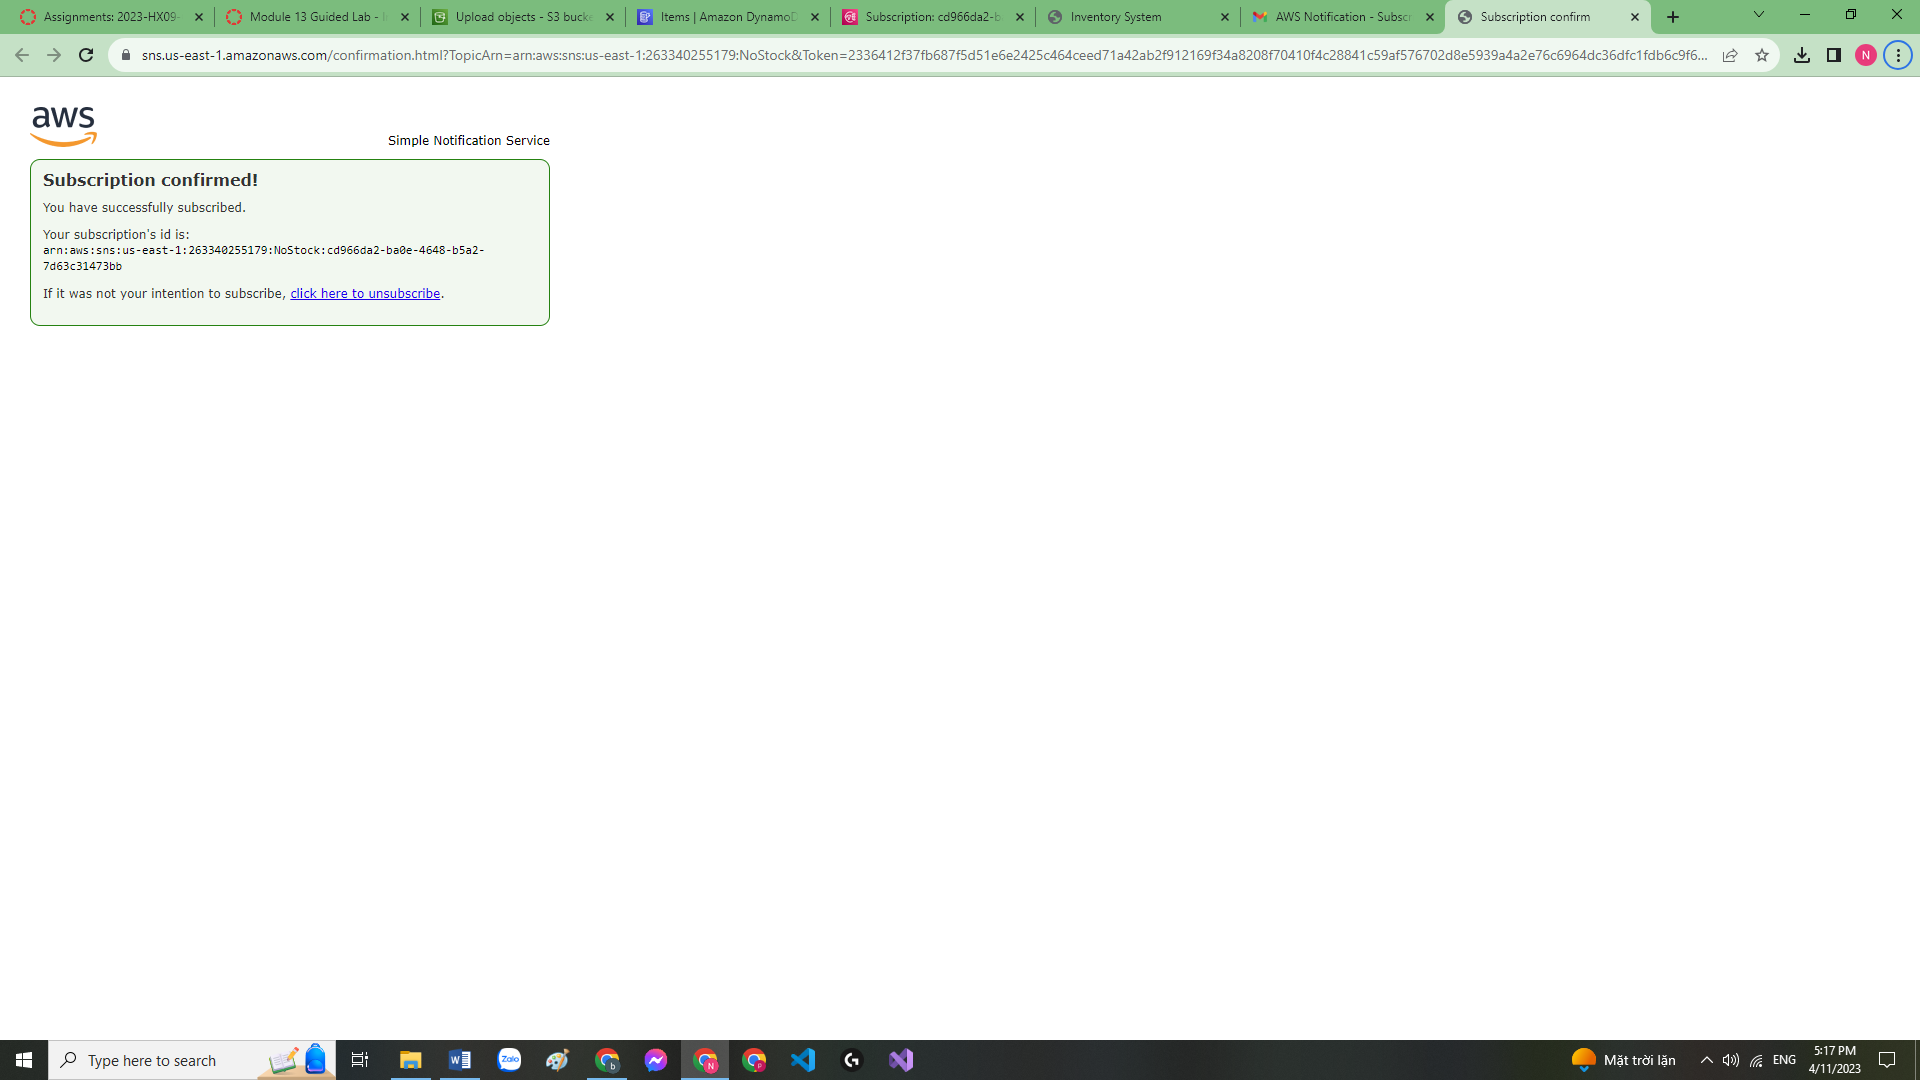 Assignments: 2023-HX09-
Module 13 Guided Lab -
Upload objects - S3 bucke
Items | Amazon DynamoD
Subscription: cd966da2-b
Inventory System
AWS Notification - Subscr
Subscription confirm
sns.us-east-1.amazonaws.com/confirmation.html?TopicArn=arn:aws:sns:us-east-1:263340255179:NoStock&Token=2336412f37fb687f5d51e6e2425c464ceed71a42ab2f912169f34a8208f70410f4c28841c59af576702d8e5939a4a2e76c6964dc36dfc1fdb6c9f6...
N
aws
Simple Notification Service
Subscription confirmed!
You have successfully subscribed.
Your subscription's id is:
arn:aws:sns:us-east-1:263340255179:NoStock:cd966da2-ba0e-4648-b5a2-
7d63c31473bb
If it was not your intention to subscribe, click here to unsubscribe.
Type here to search
Zalo
b
N
P
Mặt trời lặn
ENG
5:17 PM
4/11/2023